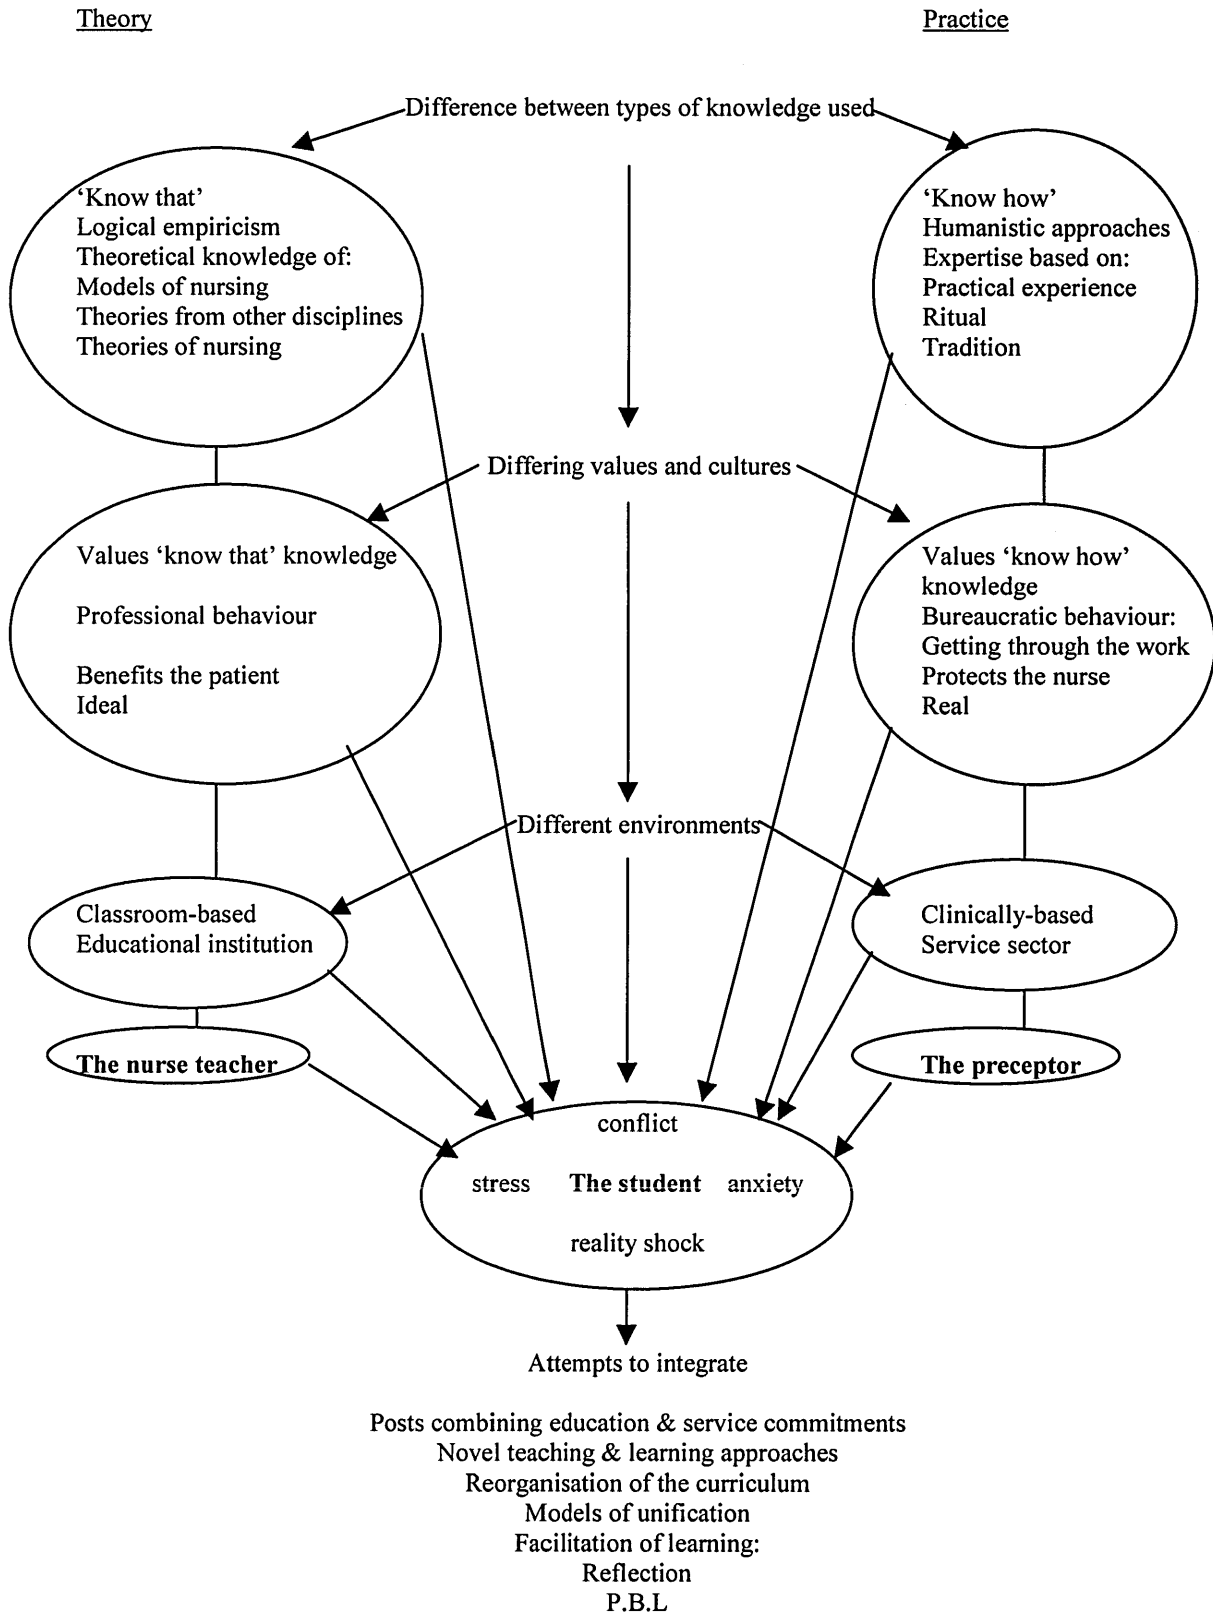 Theory
Practice
Difference between types of knowledge used
‘Know that’
Logical empiricism
Theoretical knowledge of:
Models of nursing
Theories from other disciplines
Theories of nursing
‘Know how’
Humanistic approaches
Expertise based on:
Practical experience
Ritual
Tradition
Differing values and cultures
Values ‘know that’ knowledge
Professional behaviour
Benefits the patient
Ideal
Values ‘know how’
knowledge
Bureaucratic behaviour:
Getting through the work
Protects the nurse
Real
Different environments
Classroom-based
Educational institution
Clinically-based
Service sector
The nurse teacher
The preceptor
conflict
stress The student anxiety
reality shock
Attempts to integrate
Posts combining education & service commitments
Novel teaching & learning approaches
Reorganisation of the curriculum
Models of unification
Facilitation of learning:
Reflection
P.B.L